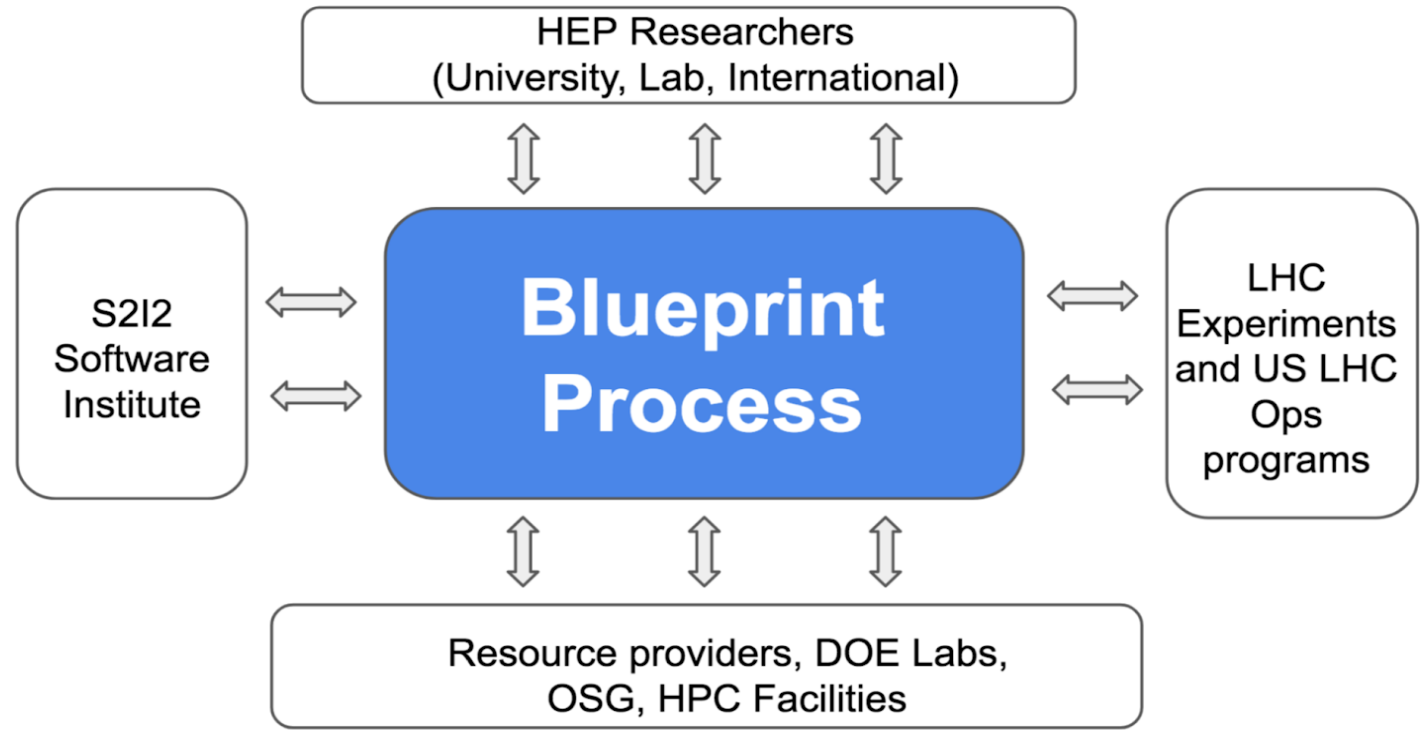 HEP Researchers
(University, Lab, International)
S2I2
Software
Institute
Blueprint
Process
LHC
Experiments
and US LHC
Ops
programs
Resource providers, DOE Labs,
OSG, HPC Facilities